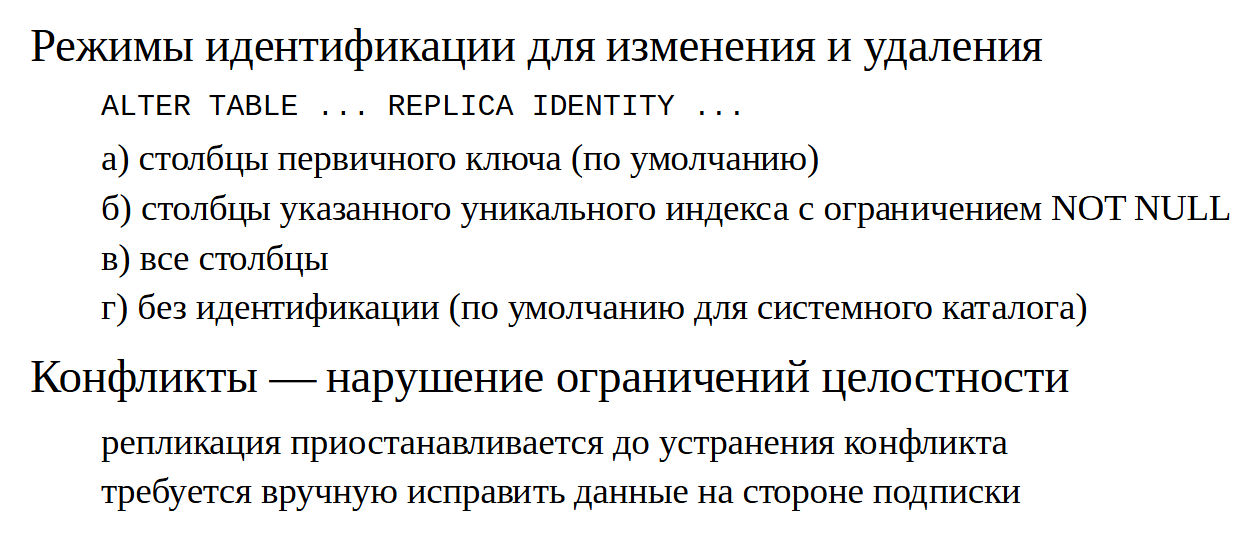 Режимы идентификации для изменения и удаления
ALTER TABLE ... REPLICA IDENTITY ...
а) столбцы первичного ключа (по умолчанию)
б) столбцы указанного уникального индекса с ограничением NOT NULL
в) все столбцы
г) без идентификации (по умолчанию для системного каталога)
Конфликты — нарушение ограничений целостности
репликация приостанавливается до устранения конфликта
требуется вручную исправить данные на стороне подписки